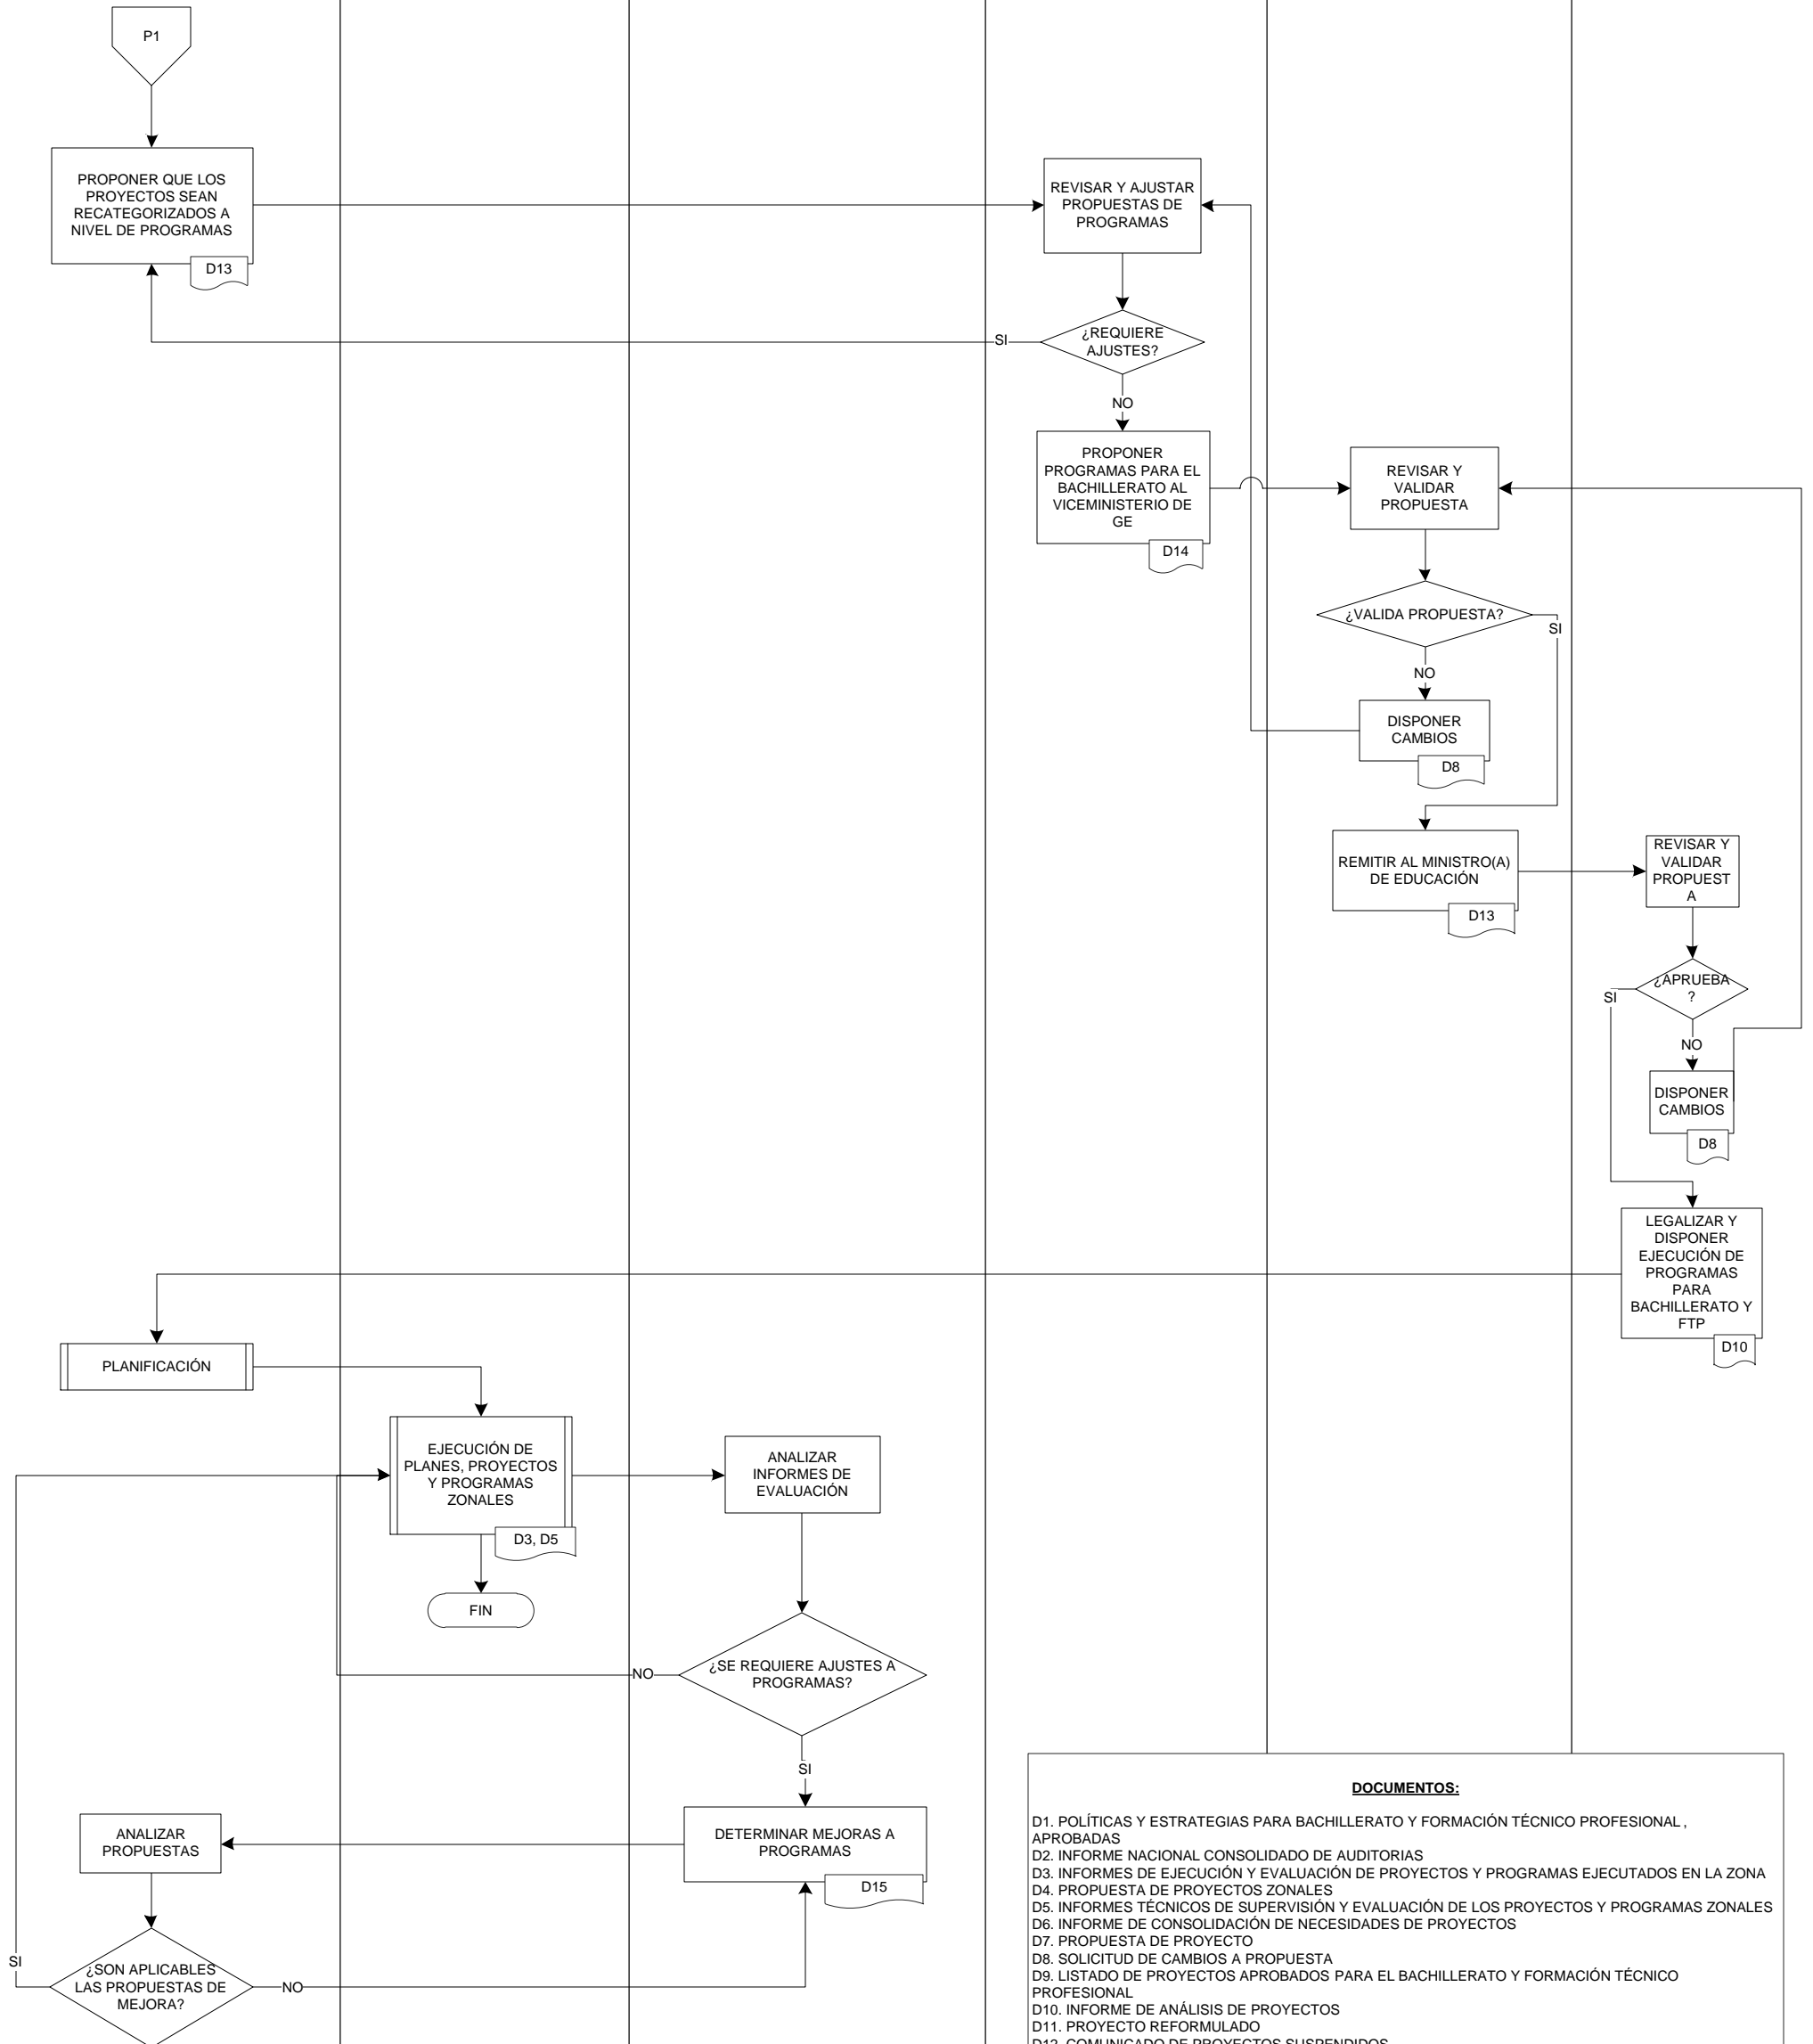 P1
PROPONER QUE LOS
PROYECTOS SEAN
RECATEGORIZADOS A
NIVEL DE PROGRAMAS
D13
REVISAR Y AJUSTAR
PROPUESTAS DE
PROGRAMAS
¿REQUIERE
AJUSTES?
SI
NO
PROPONER
PROGRAMAS PARA EL
BACHILLERATO AL
VICEMINISTERIO DE
GE
D14
REVISAR Y
VALIDAR
PROPUESTA
¿VALIDA PROPUESTA?
SI
NO
DISPONER
CAMBIOS
D8
REMITIR AL MINISTRO(A)
DE EDUCACIÓN
D13
REVISAR Y
VALIDAR
PROPUEST
A
¿APRUEBA
?
SI
NO
DISPONER
CAMBIOS
D8
LEGALIZAR Y
DISPONER
EJECUCIÓN DE
PROGRAMAS
PARA
BACHILLERATO Y
FTP
D10
PLANIFICACIÓN
EJECUCIÓN DE
PLANES, PROYECTOS
Y PROGRAMAS
ZONALES
D3, D5
FIN
ANALIZAR
INFORMES DE
EVALUACIÓN
¿SE REQUIERE AJUSTES A
PROGRAMAS?
NO
SI
DETERMINAR MEJORAS A
PROGRAMAS
D15
ANALIZAR
PROPUESTAS
¿SON APLICABLES
LAS PROPUESTAS DE
MEJORA?
SI
NO
DOCUMENTOS:
D1. POLÍTICAS Y ESTRATEGIAS PARA BACHILLERATO Y FORMACIÓN TÉCNICO PROFESIONAL ,
APROBADAS
D2. INFORME NACIONAL CONSOLIDADO DE AUDITORIAS
D3. INFORMES DE EJECUCIÓN Y EVALUACIÓN DE PROYECTOS Y PROGRAMAS EJECUTADOS EN LA ZONA
D4. PROPUESTA DE PROYECTOS ZONALES
D5. INFORMES TÉCNICOS DE SUPERVISIÓN Y EVALUACIÓN DE LOS PROYECTOS Y PROGRAMAS ZONALES
D6. INFORME DE CONSOLIDACIÓN DE NECESIDADES DE PROYECTOS
D7. PROPUESTA DE PROYECTO
D8. SOLICITUD DE CAMBIOS A PROPUESTA
D9. LISTADO DE PROYECTOS APROBADOS PARA EL BACHILLERATO Y FORMACIÓN TÉCNICO
PROFESIONAL
D10. INFORME DE ANÁLISIS DE PROYECTOS
D11. PROYECTO REFORMULADO
D12. COMUNICADO DE PROYECTOS SUSPENDIDOS